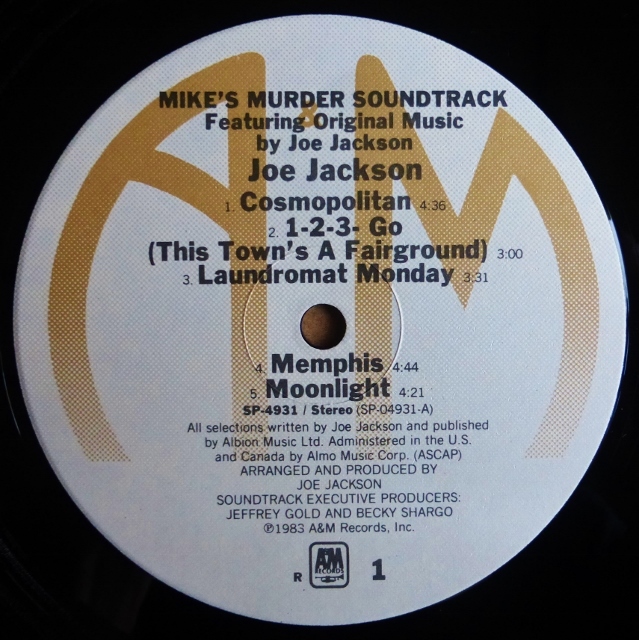 MIKE'S MURDER SOUNDTRACK
Featuring Original Music
by Joe Jackson
Joe Jackson
1. Cosmopolitan 4:36
2. 1-2-3- Go
(This Town's A Fairground) 3:00
3. Laundromat Monday 3:31
4. Memphis 4:44
5. Moonlight 4:21
SP-4931 / Stereo (SP-04931-A)
All selections written by Joe Jackson and published
by Albion Music Ltd. Administered in the U.S.
and Canada by Almo Music Corp. (ASCAP)
ARRANGED AND PRODUCED BY
JOE JACKSON
SOUNDTRACK EXECUTIVE PRODUCERS:
JEFFREY GOLD AND BECKY SHARGO
℗1983 A&M Records, Inc.
A&M
RECORDS
R 1